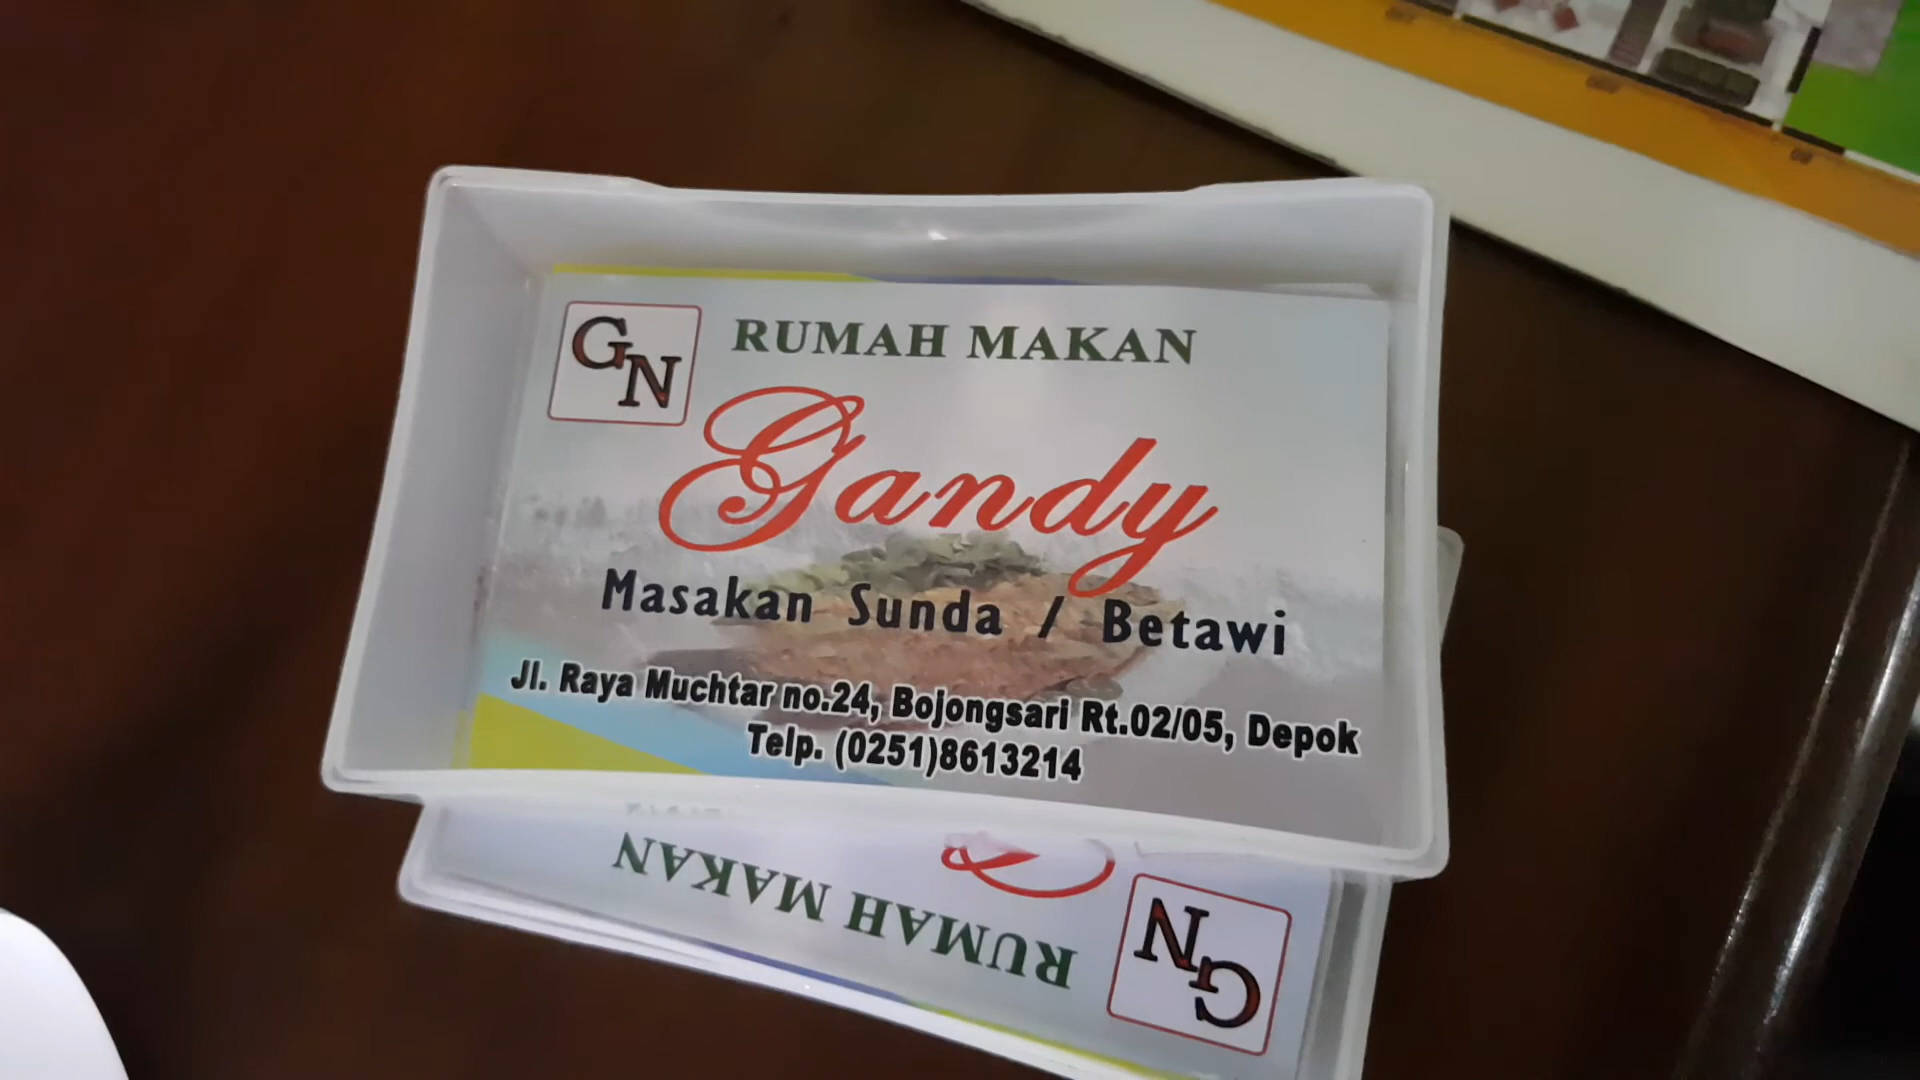 GN
RUMAH MAKAN
Gandy
Masakan Sunda / Betawi
Jl. Raya Muchtar no.24, Bojongsari Rt.02/05, Depok
Telp. (0251)8613214
RUMAH MAKAN
GN